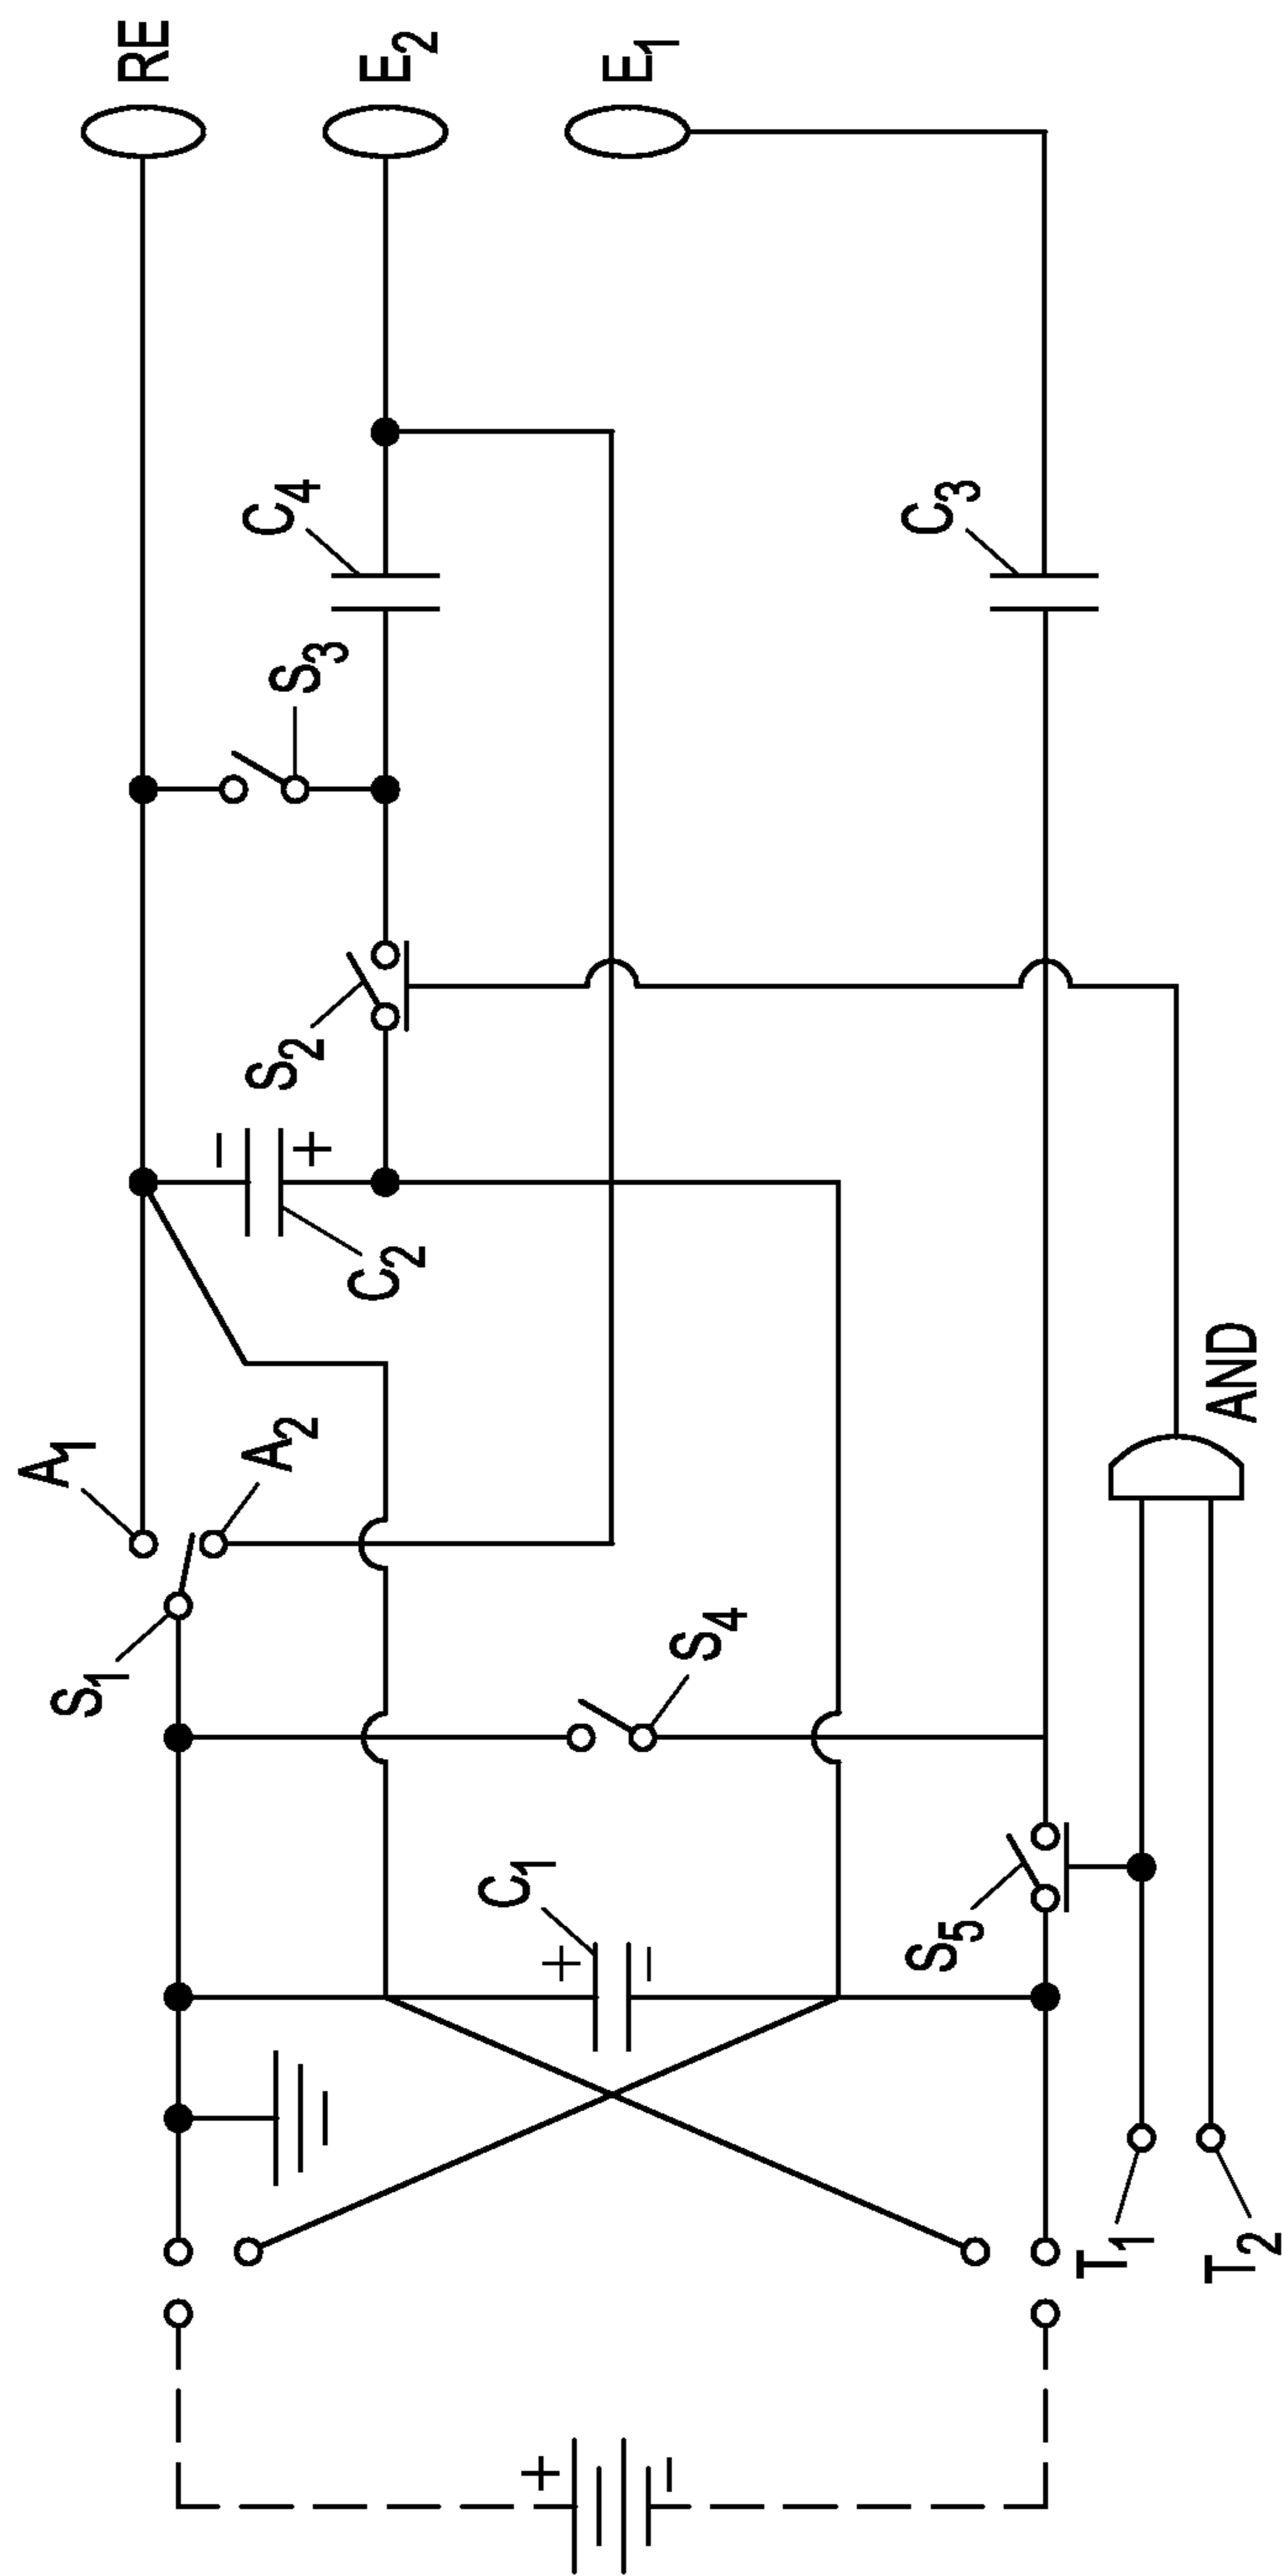 RE
E2
E1
C4
C3
S3
S2
C2
A1
A2
S1
S4
C1
S5
AND
T1
T2
+
−
+
−
−
+